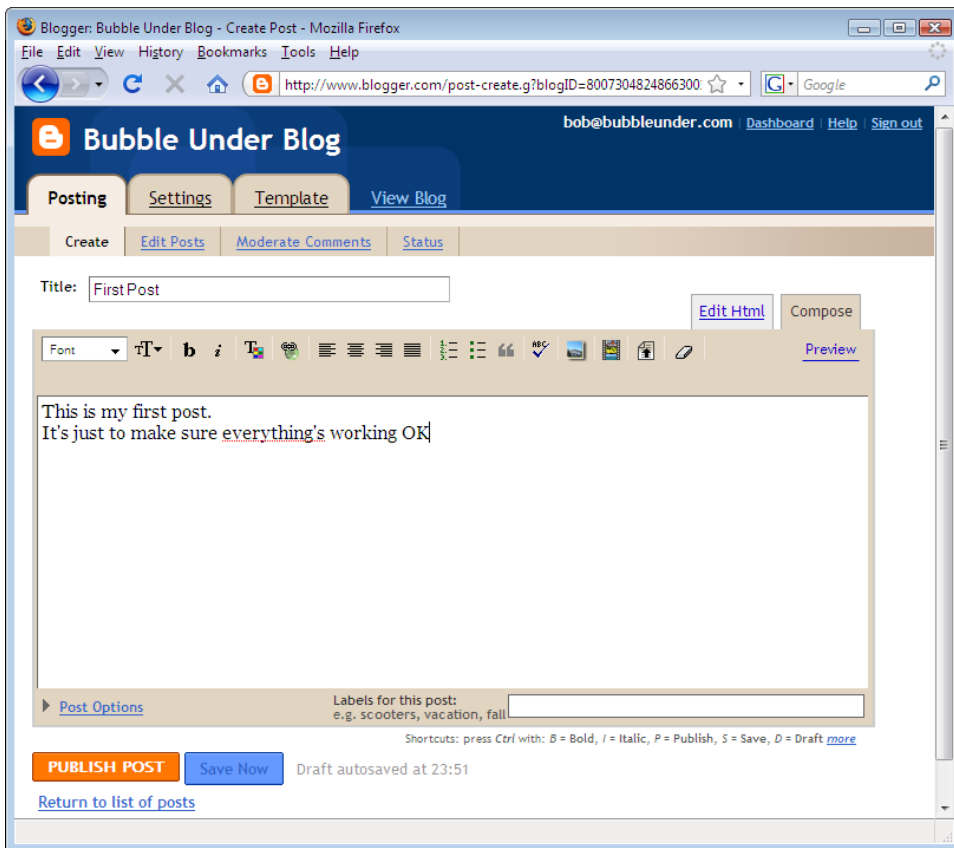 Blogger: Bubble Under Blog - Create Post - Mozilla Firefox
File Edit View History Bookmarks Tools Help
http://www.blogger.com/post-create.g?blogID=8007304824866300
G Google
bob@bubbleunder.com | Dashboard | Help | Sign out
Bubble Under Blog
Posting Settings Template View Blog
Create Edit Posts Moderate Comments Status
Title: First Post
Edit Html Compose
Font TT b i T ABC Preview
This is my first post.
It's just to make sure everything's working OK
Post Options
Labels for this post:
e.g. scooters, vacation, fall
Shortcuts: press Ctrl with: B = Bold, I = Italic, P = Publish, S = Save, D = Draft more
PUBLISH POST Save Now Draft autosaved at 23:51
Return to list of posts